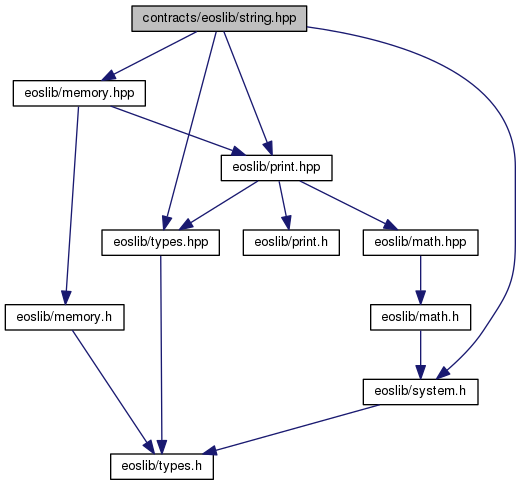 contracts/eoslib/string.hpp
eoslib/memory.hpp
eoslib/print.hpp
eoslib/types.hpp
eoslib/print.h
eoslib/math.hpp
eoslib/memory.h
eoslib/math.h
eoslib/system.h
eoslib/types.h